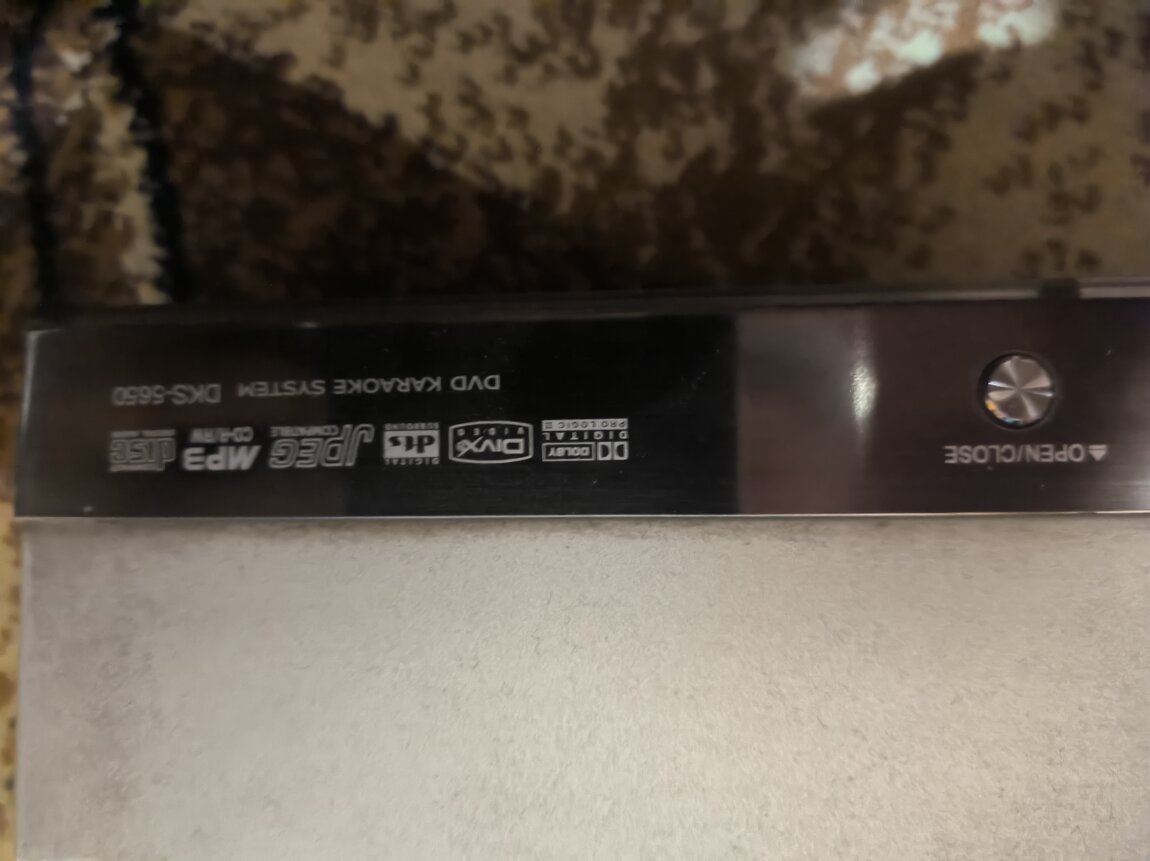 ▲OPEN/CLOSE
DOLBY
DIGITAL
PRO LOGIC II
DivX
VIDEO
DIGITAL
dts
SURROUND
JPEG
COMPATIBLE
MP3
CD-R/RW
disc
DVD KARAOKE SYSTEM DKS-5650